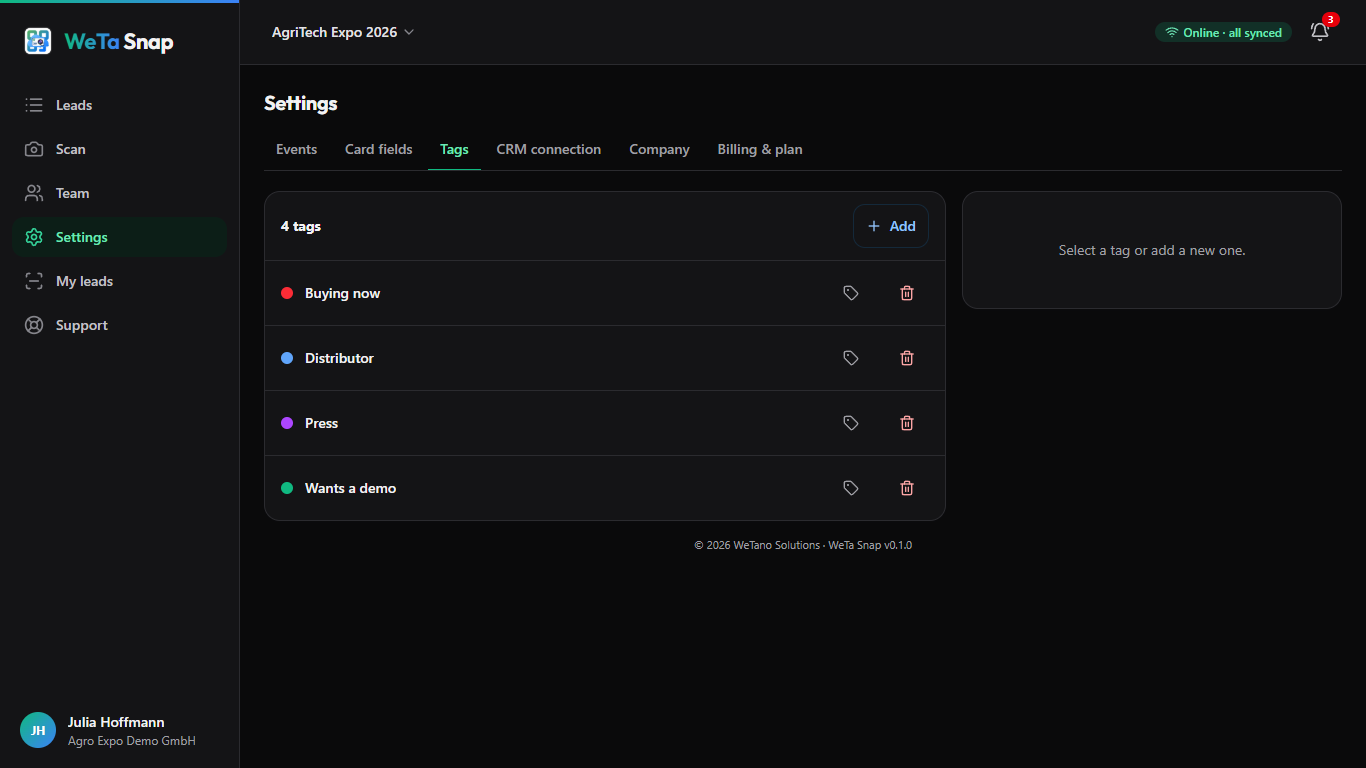 WeTa Snap
AgriTech Expo 2026
Online · all synced
3
Leads
Scan
Team
Settings
My leads
Support
Settings
Events
Card fields
Tags
CRM connection
Company
Billing & plan
4 tags
Add
Select a tag or add a new one.
Buying now
Distributor
Press
Wants a demo
© 2026 WeTano Solutions · WeTa Snap v0.1.0
JH
Julia Hoffmann
Agro Expo Demo GmbH